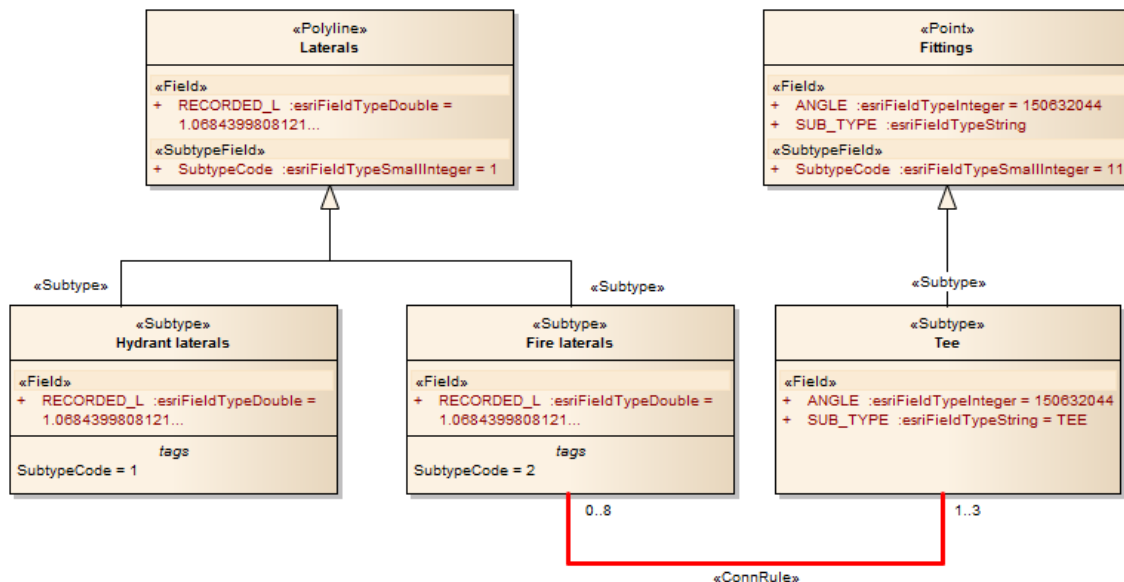 «Polyline»
Laterals
«Field»
+ RECORDED_L :esriFieldTypeDouble =
1.0684399808121...
«SubtypeField»
+ SubtypeCode :esriFieldTypeSmallInteger = 1
«Point»
Fittings
«Field»
+ ANGLE :esriFieldTypeInteger = 150632044
+ SUB_TYPE :esriFieldTypeString
«SubtypeField»
+ SubtypeCode :esriFieldTypeSmallInteger = 11
«Subtype»
«Subtype»
«Subtype»
«Subtype»
Hydrant laterals
«Field»
+ RECORDED_L :esriFieldTypeDouble =
1.0684399808121...
tags
SubtypeCode = 1
«Subtype»
Fire laterals
«Field»
+ RECORDED_L :esriFieldTypeDouble =
1.0684399808121...
tags
SubtypeCode = 2
«Subtype»
Tee
«Field»
+ ANGLE :esriFieldTypeInteger = 150632044
+ SUB_TYPE :esriFieldTypeString = TEE
0..8
1..3
«ConnRule»